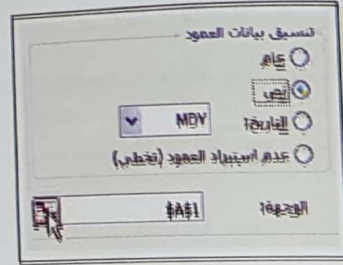 تنسيق بيانات العمود
عام
نص
التاريخ: MDY
عدم استيراد العمود (تخطي)
الوجهة: $A$1